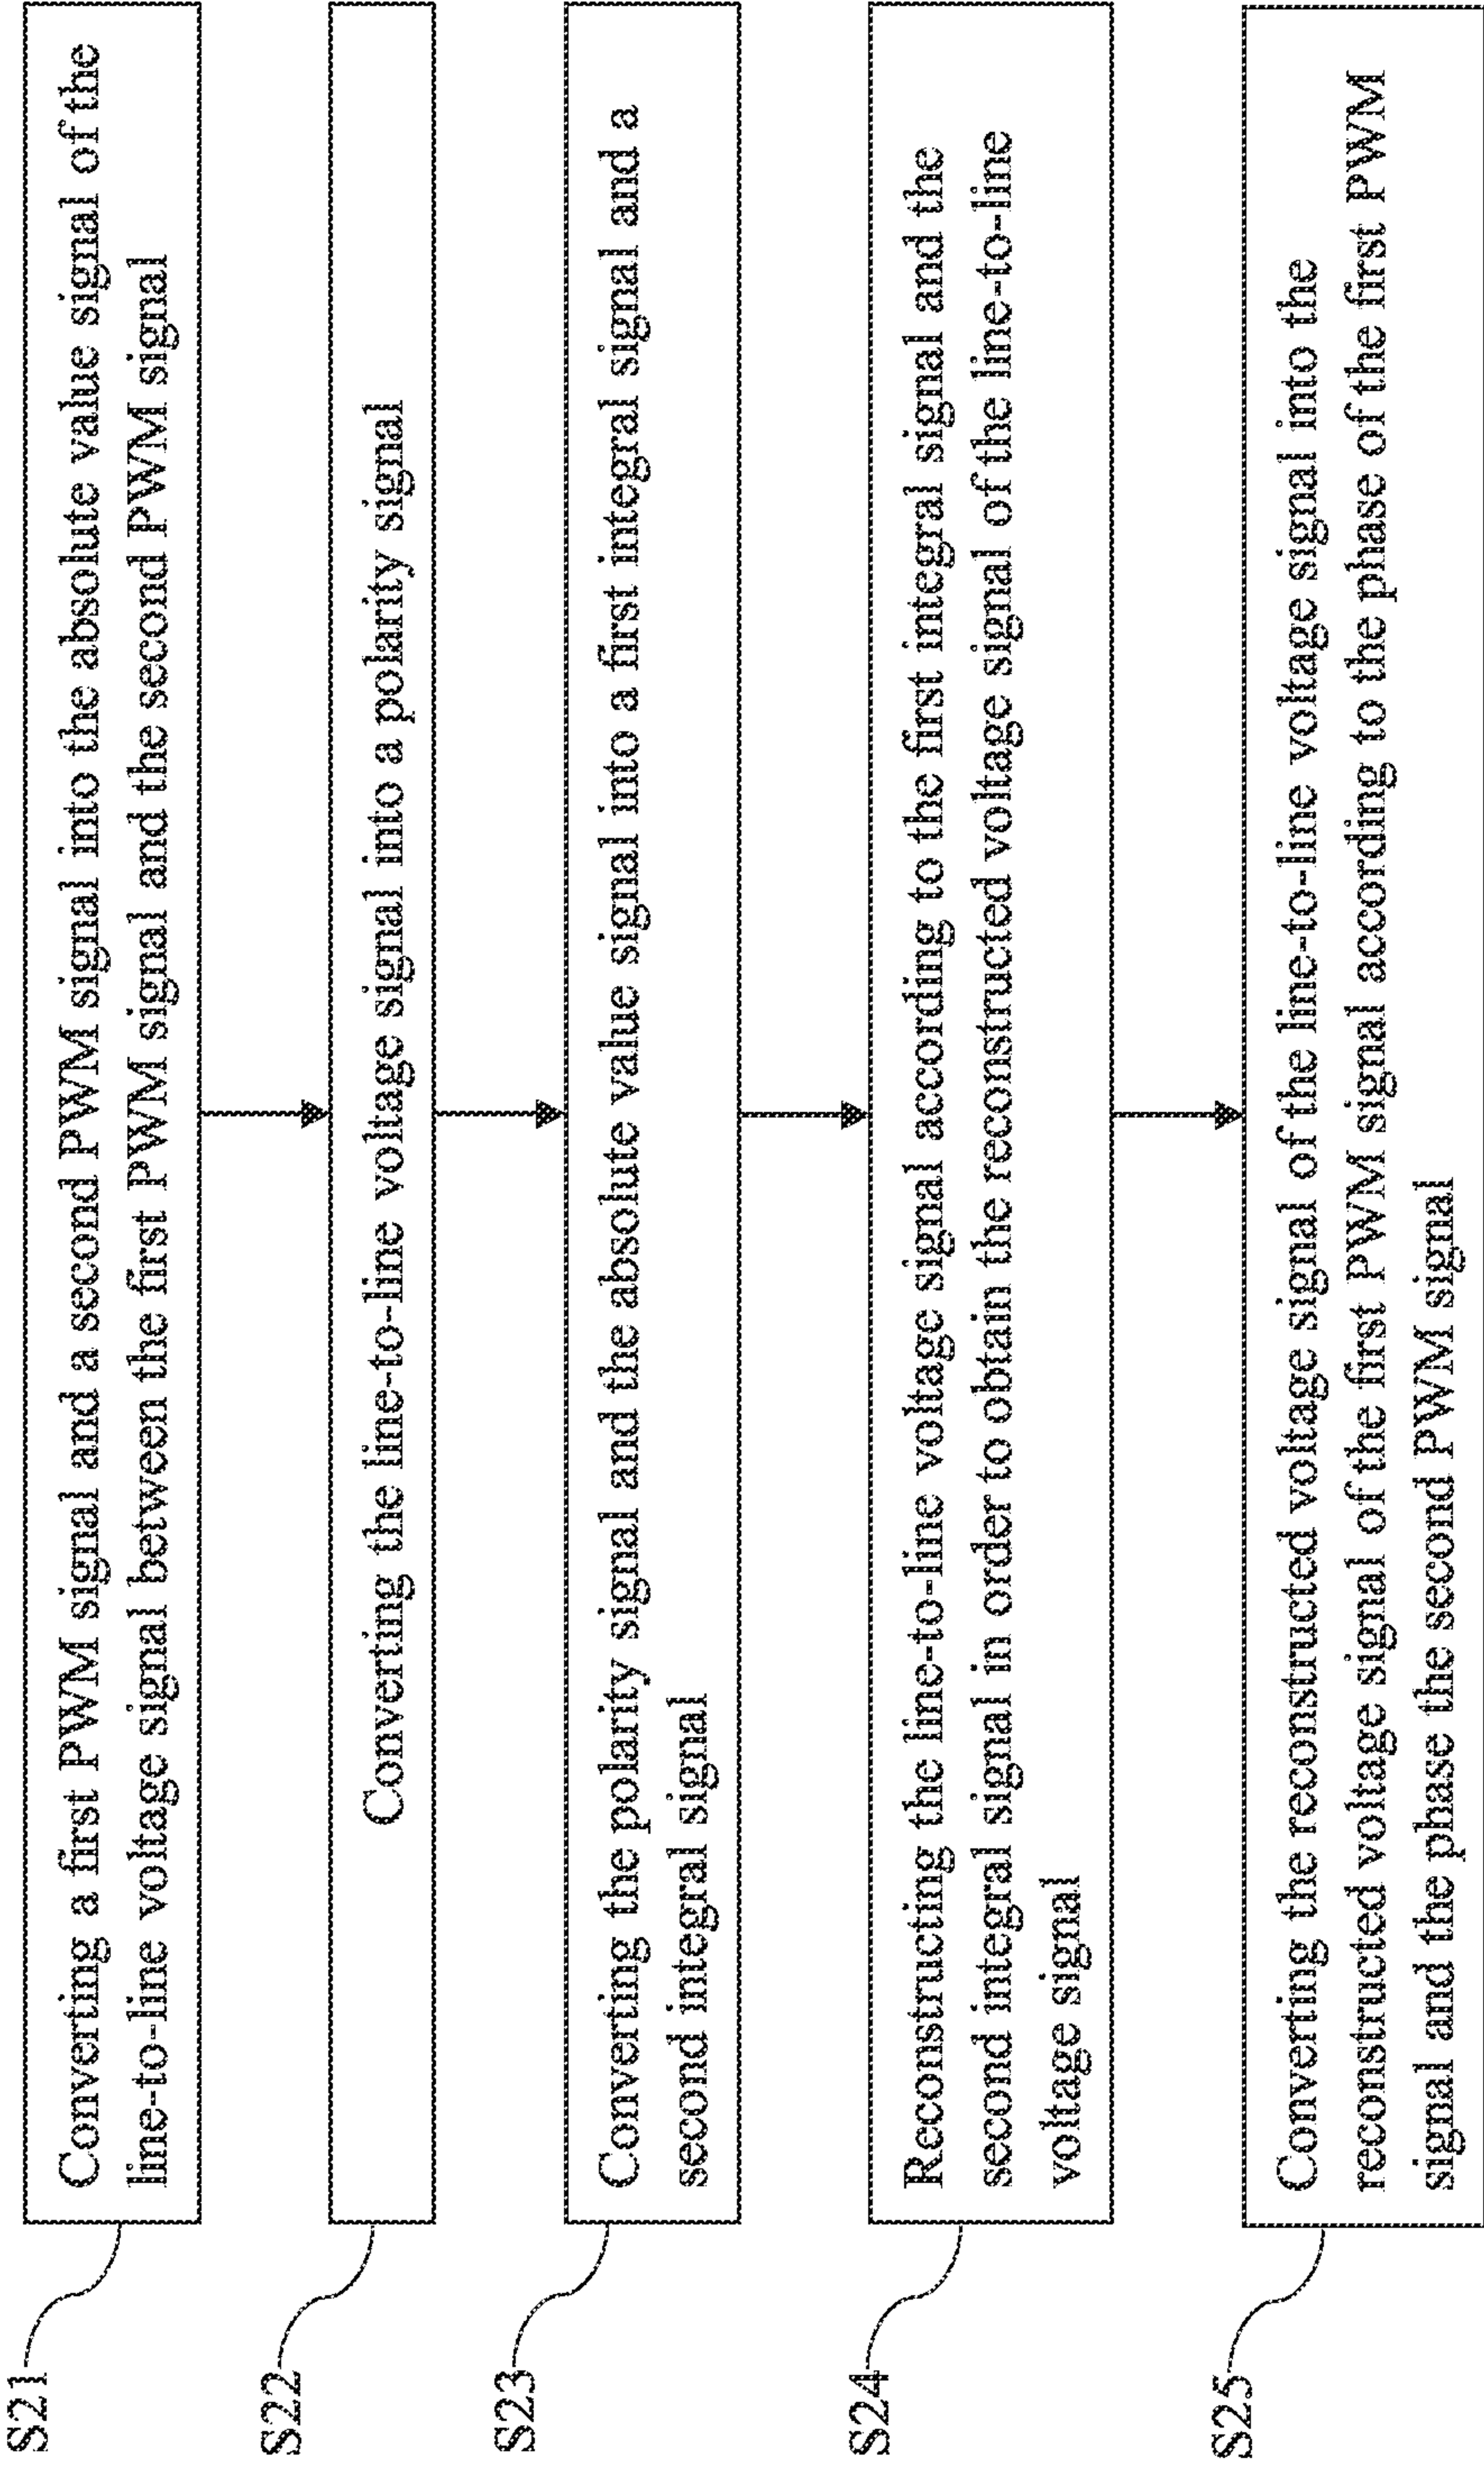 S21
Converting a first PWM signal and a second PWM signal into the absolute value signal of the
line-to-line voltage signal between the first PWM signal and the second PWM signal
S22
Converting the line-to-line voltage signal into a polarity signal
S23
Converting the polarity signal and the absolute value signal into a first integral signal and a
second integral signal
S24
Reconstructing the line-to-line voltage signal according to the first integral signal and the
second integral signal in order to obtain the reconstructed voltage signal of the line-to-line
voltage signal
S25
Converting the reconstructed voltage signal of the line-to-line voltage signal into the
reconstructed voltage signal of the first PWM signal according to the phase of the first PWM
signal and the phase the second PWM signal